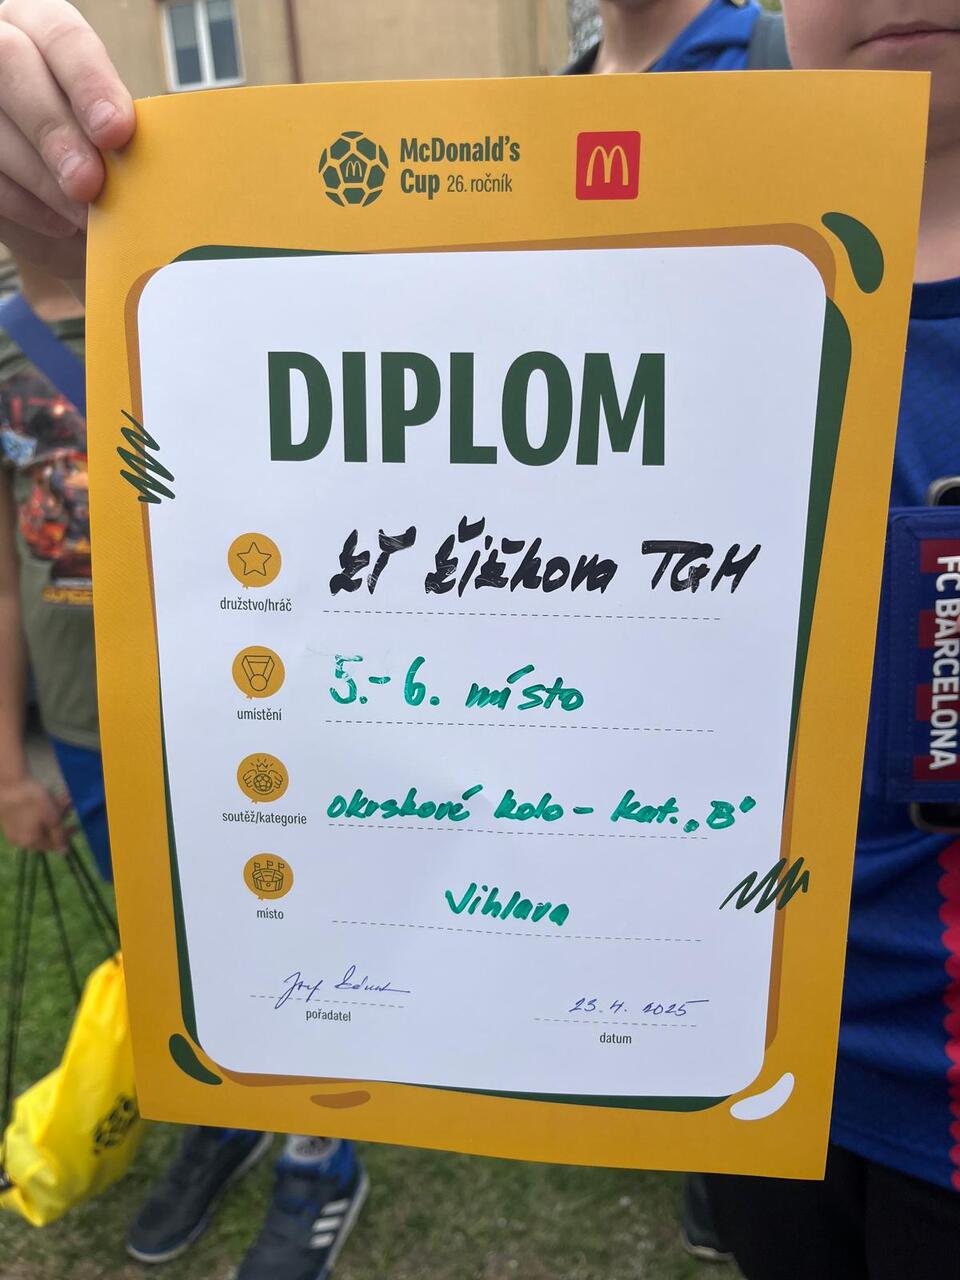 McDonald's
Cup 26. ročník
DIPLOM
družstvo/hráč
ZŠ Žižkova TGM
umístění
5.-6. místo
soutěž/kategorie
okrskové kolo - kat. „B"
místo
Jihlava
pořadatel
23.4.2025
datum
FC BARCELONA